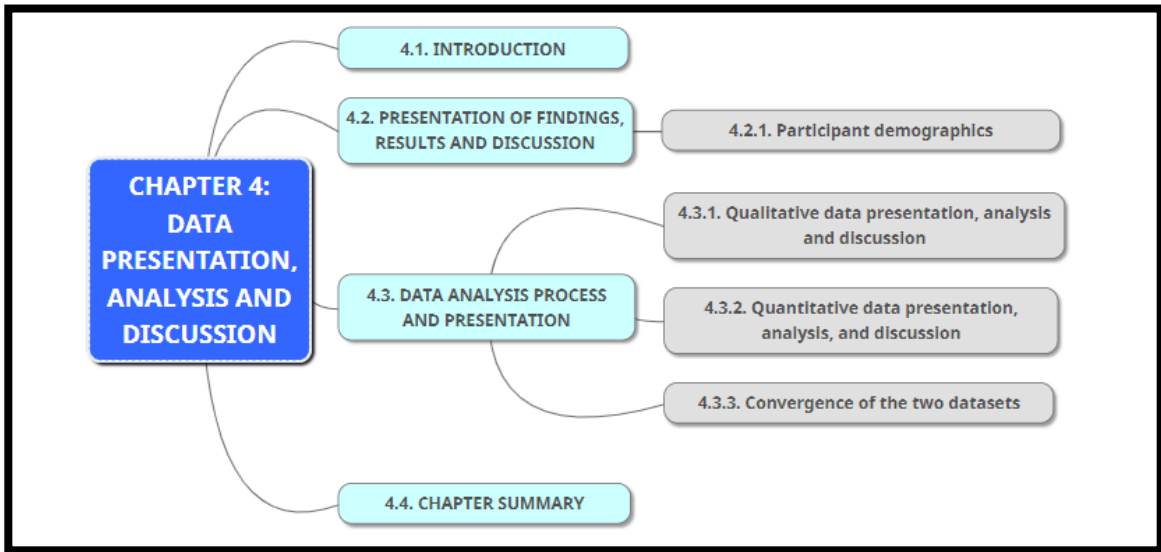 CHAPTER 4:
DATA
PRESENTATION,
ANALYSIS AND
DISCUSSION
4.1. INTRODUCTION
4.2. PRESENTATION OF FINDINGS,
RESULTS AND DISCUSSION
4.2.1. Participant demographics
4.3. DATA ANALYSIS PROCESS
AND PRESENTATION
4.3.1. Qualitative data presentation, analysis
and discussion
4.3.2. Quantitative data presentation,
analysis, and discussion
4.3.3. Convergence of the two datasets
4.4. CHAPTER SUMMARY